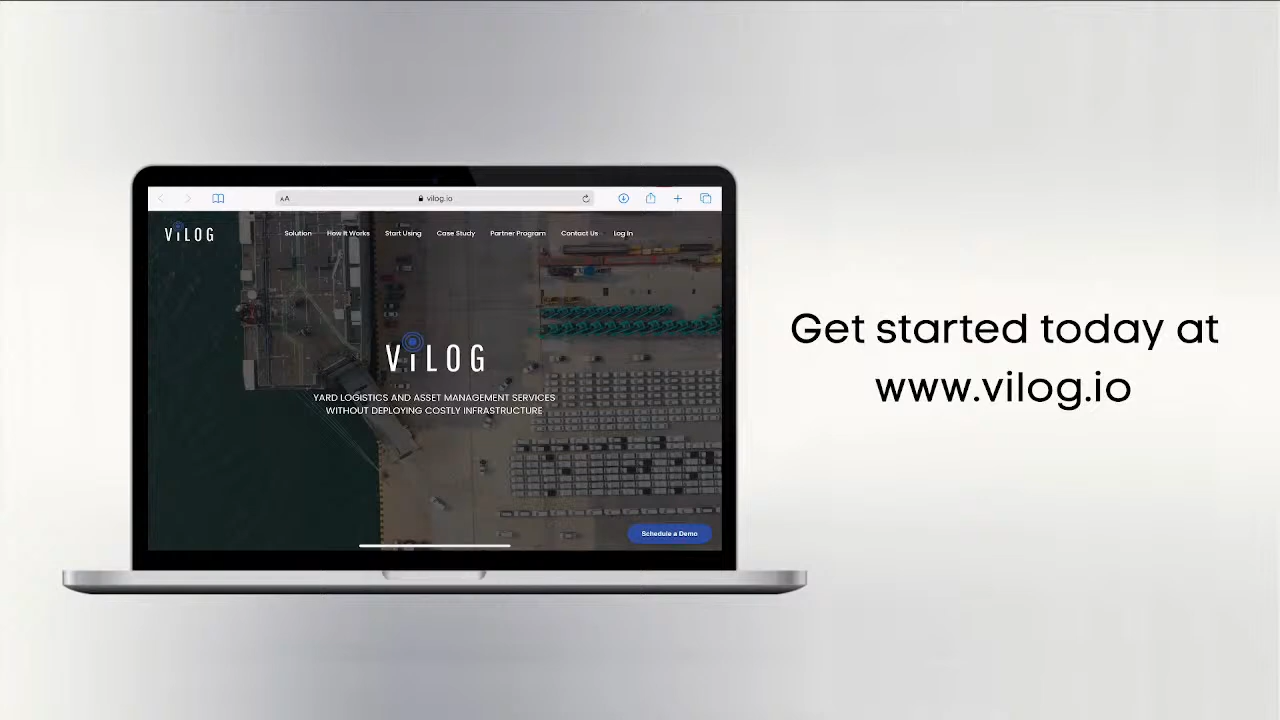 AA
vilog.io
ViLOG
Solution
How It Works
Start Using
Case Study
Partner Program
Contact Us
Log In
ViLOG
YARD LOGISTICS AND ASSET MANAGEMENT SERVICES
WITHOUT DEPLOYING COSTLY INFRASTRUCTURE
Schedule a Demo
Get started today at
www.vilog.io